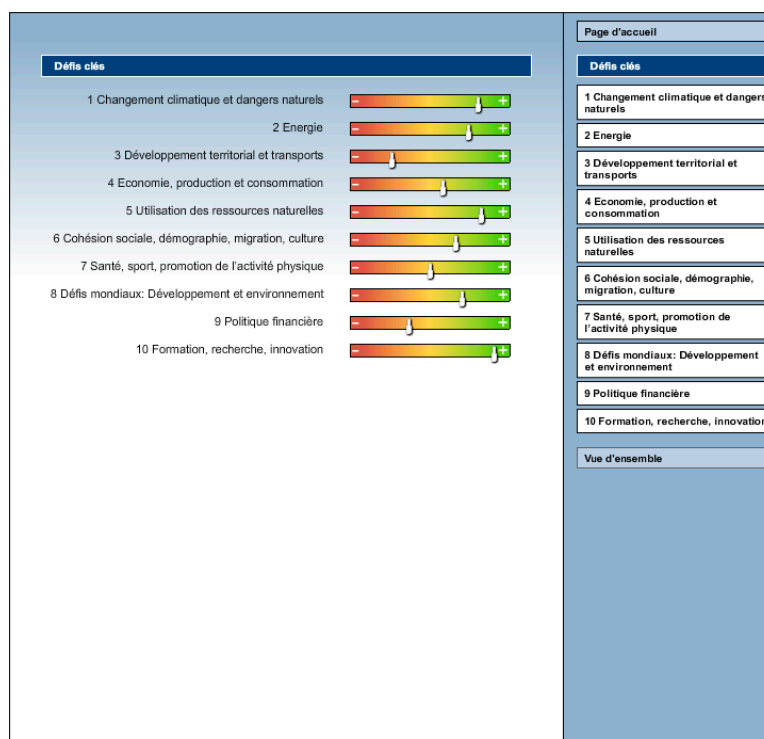 Défis clés
1 Changement climatique et dangers naturels
- +
2 Energie
- +
3 Développement territorial et transports
- +
4 Economie, production et consommation
- +
5 Utilisation des ressources naturelles
- +
6 Cohésion sociale, démographie, migration, culture
- +
7 Santé, sport, promotion de l'activité physique
- +
8 Défis mondiaux: Développement et environnement
- +
9 Politique financière
- +
10 Formation, recherche, innovation
- +
Page d'accueil
Défis clés
1 Changement climatique et dangers
naturels
2 Energie
3 Développement territorial et
transports
4 Economie, production et
consommation
5 Utilisation des ressources
naturelles
6 Cohésion sociale, démographie,
migration, culture
7 Santé, sport, promotion de
l'activité physique
8 Défis mondiaux: Développement
et environnement
9 Politique financière
10 Formation, recherche, innovation
Vue d'ensemble